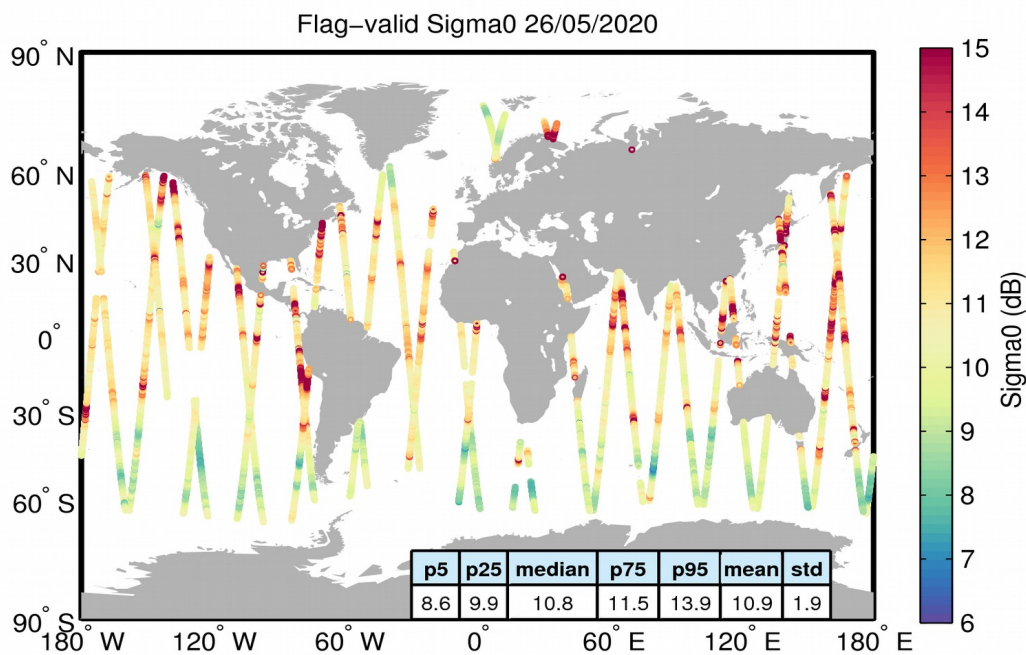 Flag−valid Sigma0 26/05/2020
90° N
60° N
30° N
0°
30° S
60° S
90° S
180° W
120° W
60° W
0°
60° E
120° E
180° E
p5 p25 median p75 p95 mean std
8.6 9.9 10.8 11.5 13.9 10.9 1.9
15
14
13
12
11
10
9
8
7
6
Sigma0 (dB)